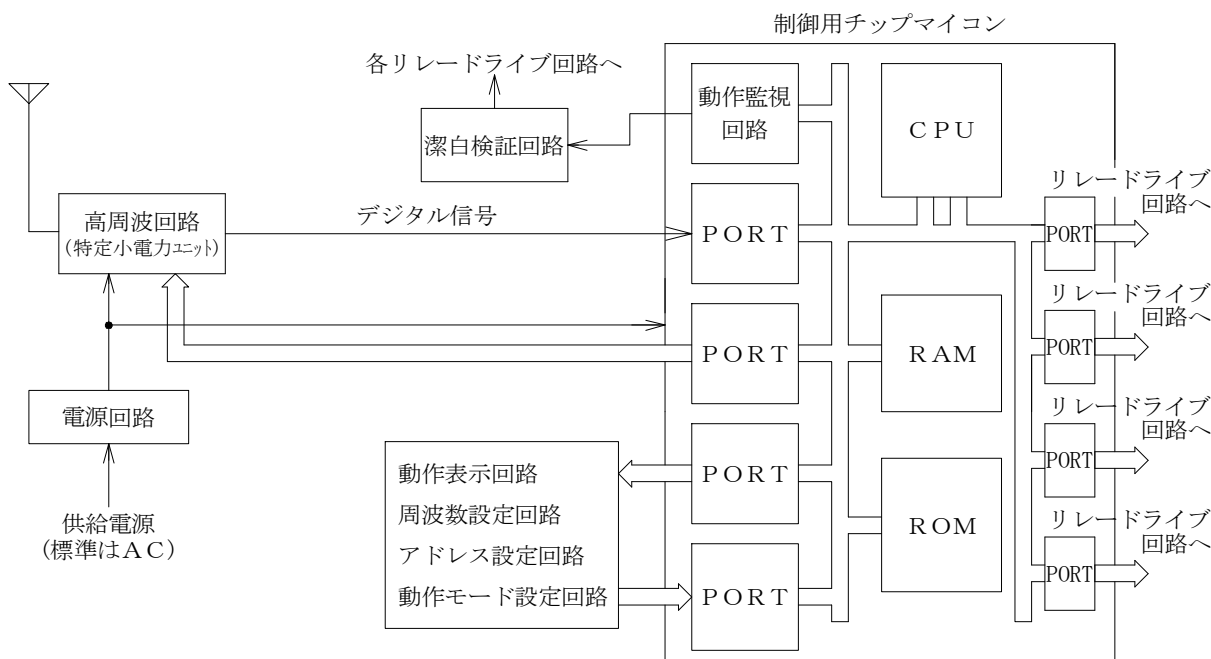 制御用チップマイコン
各リレードライブ回路へ
動作監視
回路
潔白検証回路
ＣＰＵ
リレードライブ
回路へ
高周波回路
(特定小電力ユニット)
デジタル信号
ＰＯＲＴ
PORT
リレードライブ
回路へ
ＰＯＲＴ
ＲＡＭ
PORT
電源回路
リレードライブ
回路へ
動作表示回路
周波数設定回路
アドレス設定回路
動作モード設定回路
ＰＯＲＴ
ＲＯＭ
PORT
供給電源
(標準はＡＣ)
リレードライブ
回路へ
ＰＯＲＴ
PORT